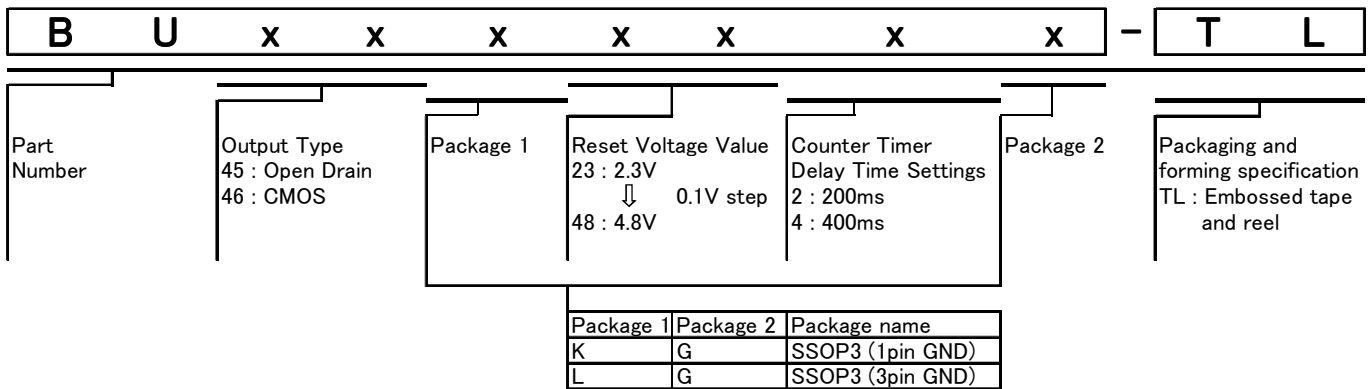 B U x x x x x x x - T L
Part Number
Output Type
45 : Open Drain
46 : CMOS
Package 1
Reset Voltage Value
23 : 2.3V
⇩ 0.1V step
48 : 4.8V
Counter Timer
Delay Time Settings
2 : 200ms
4 : 400ms
Package 2
Packaging and
forming specification
TL : Embossed tape
and reel
Package 1 Package 2 Package name
K G SSOP3 (1pin GND)
L G SSOP3 (3pin GND)